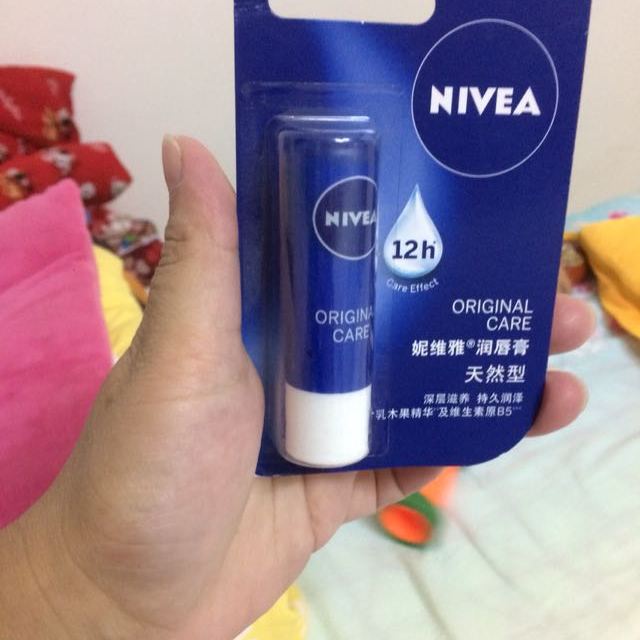 NIVEA
NIVEA
12h
Care Effect
ORIGINAL
CARE
ORIGINA
CARE
妮维雅®润唇膏
天然型
深层滋养 持久润泽
乳木果精华 及维生素原B5